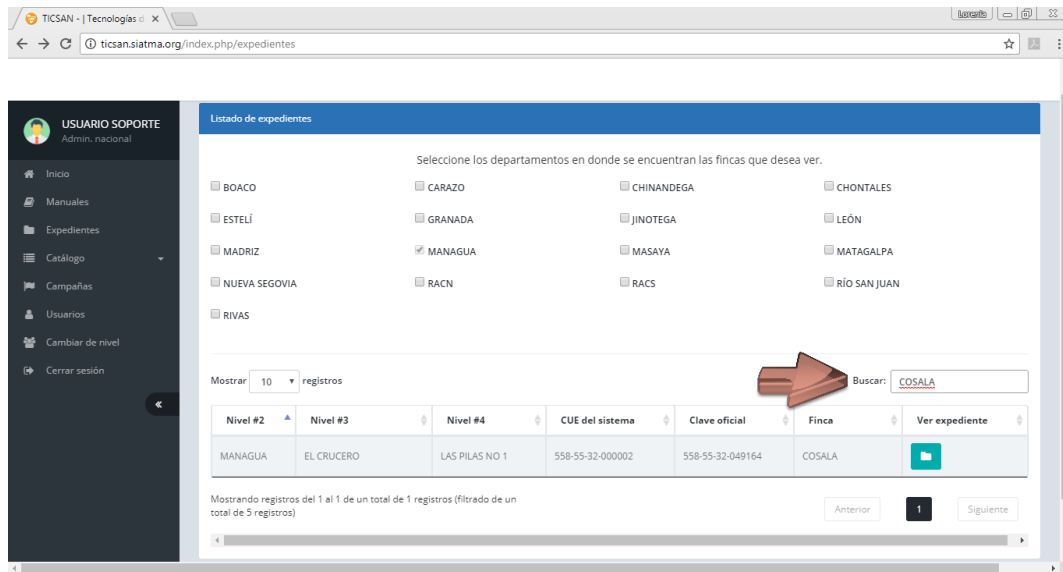 TICSAN - | Tecnologías d
Lorenia
ticsan.siatma.org/index.php/expedientes
USUARIO SOPORTE
Admin. nacional
Inicio
Manuales
Expedientes
Catálogo
Campañas
Usuarios
Cambiar de nivel
Cerrar sesión
Listado de expedientes
Seleccione los departamentos en donde se encuentran las fincas que desea ver.
BOACO CARAZO CHINANDEGA CHONTALES
ESTELÍ GRANADA JINOTEGA LEÓN
MADRIZ MANAGUA MASAYA MATAGALPA
NUEVA SEGOVIA RACN RACS RÍO SAN JUAN
RIVAS
Mostrar 10 registros Buscar: COSALA
Nivel #2 Nivel #3 Nivel #4 CUE del sistema Clave oficial Finca Ver expediente
MANAGUA EL CRUCERO LAS PILAS NO 1 558-55-32-000002 558-55-32-049164 COSALA
Mostrando registros del 1 al 1 de un total de 1 registros (filtrado de un
total de 5 registros)
Anterior 1 Siguiente